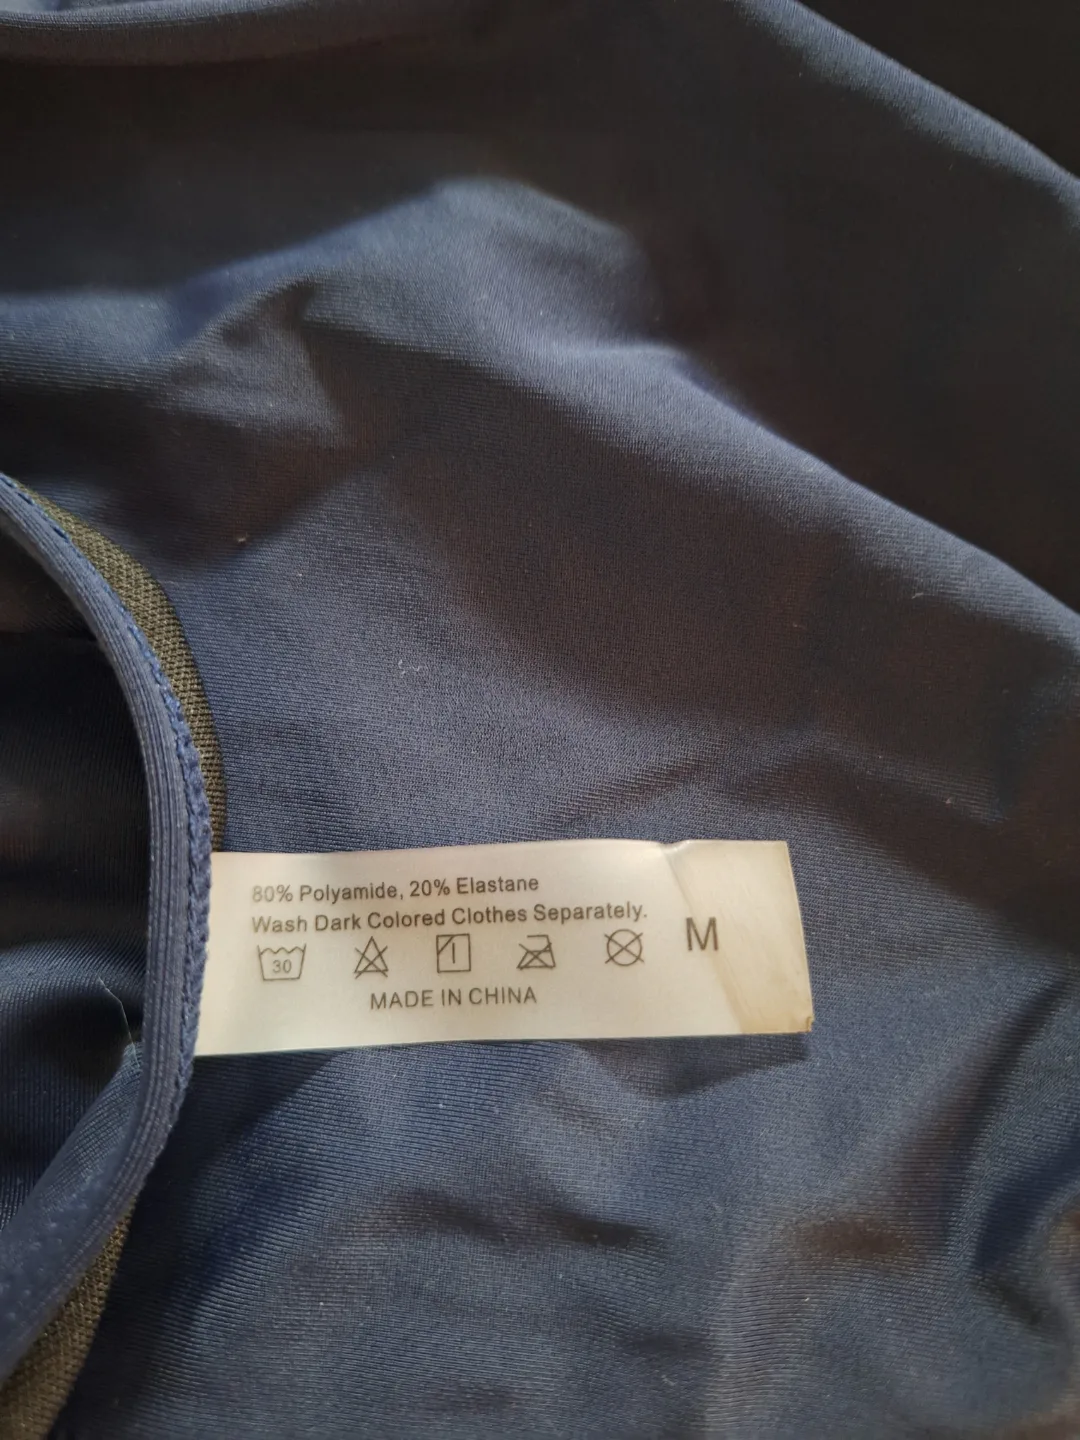 80% Polyamide, 20% Elastane
Wash Dark Colored Clothes Separately.
30
M
MADE IN CHINA